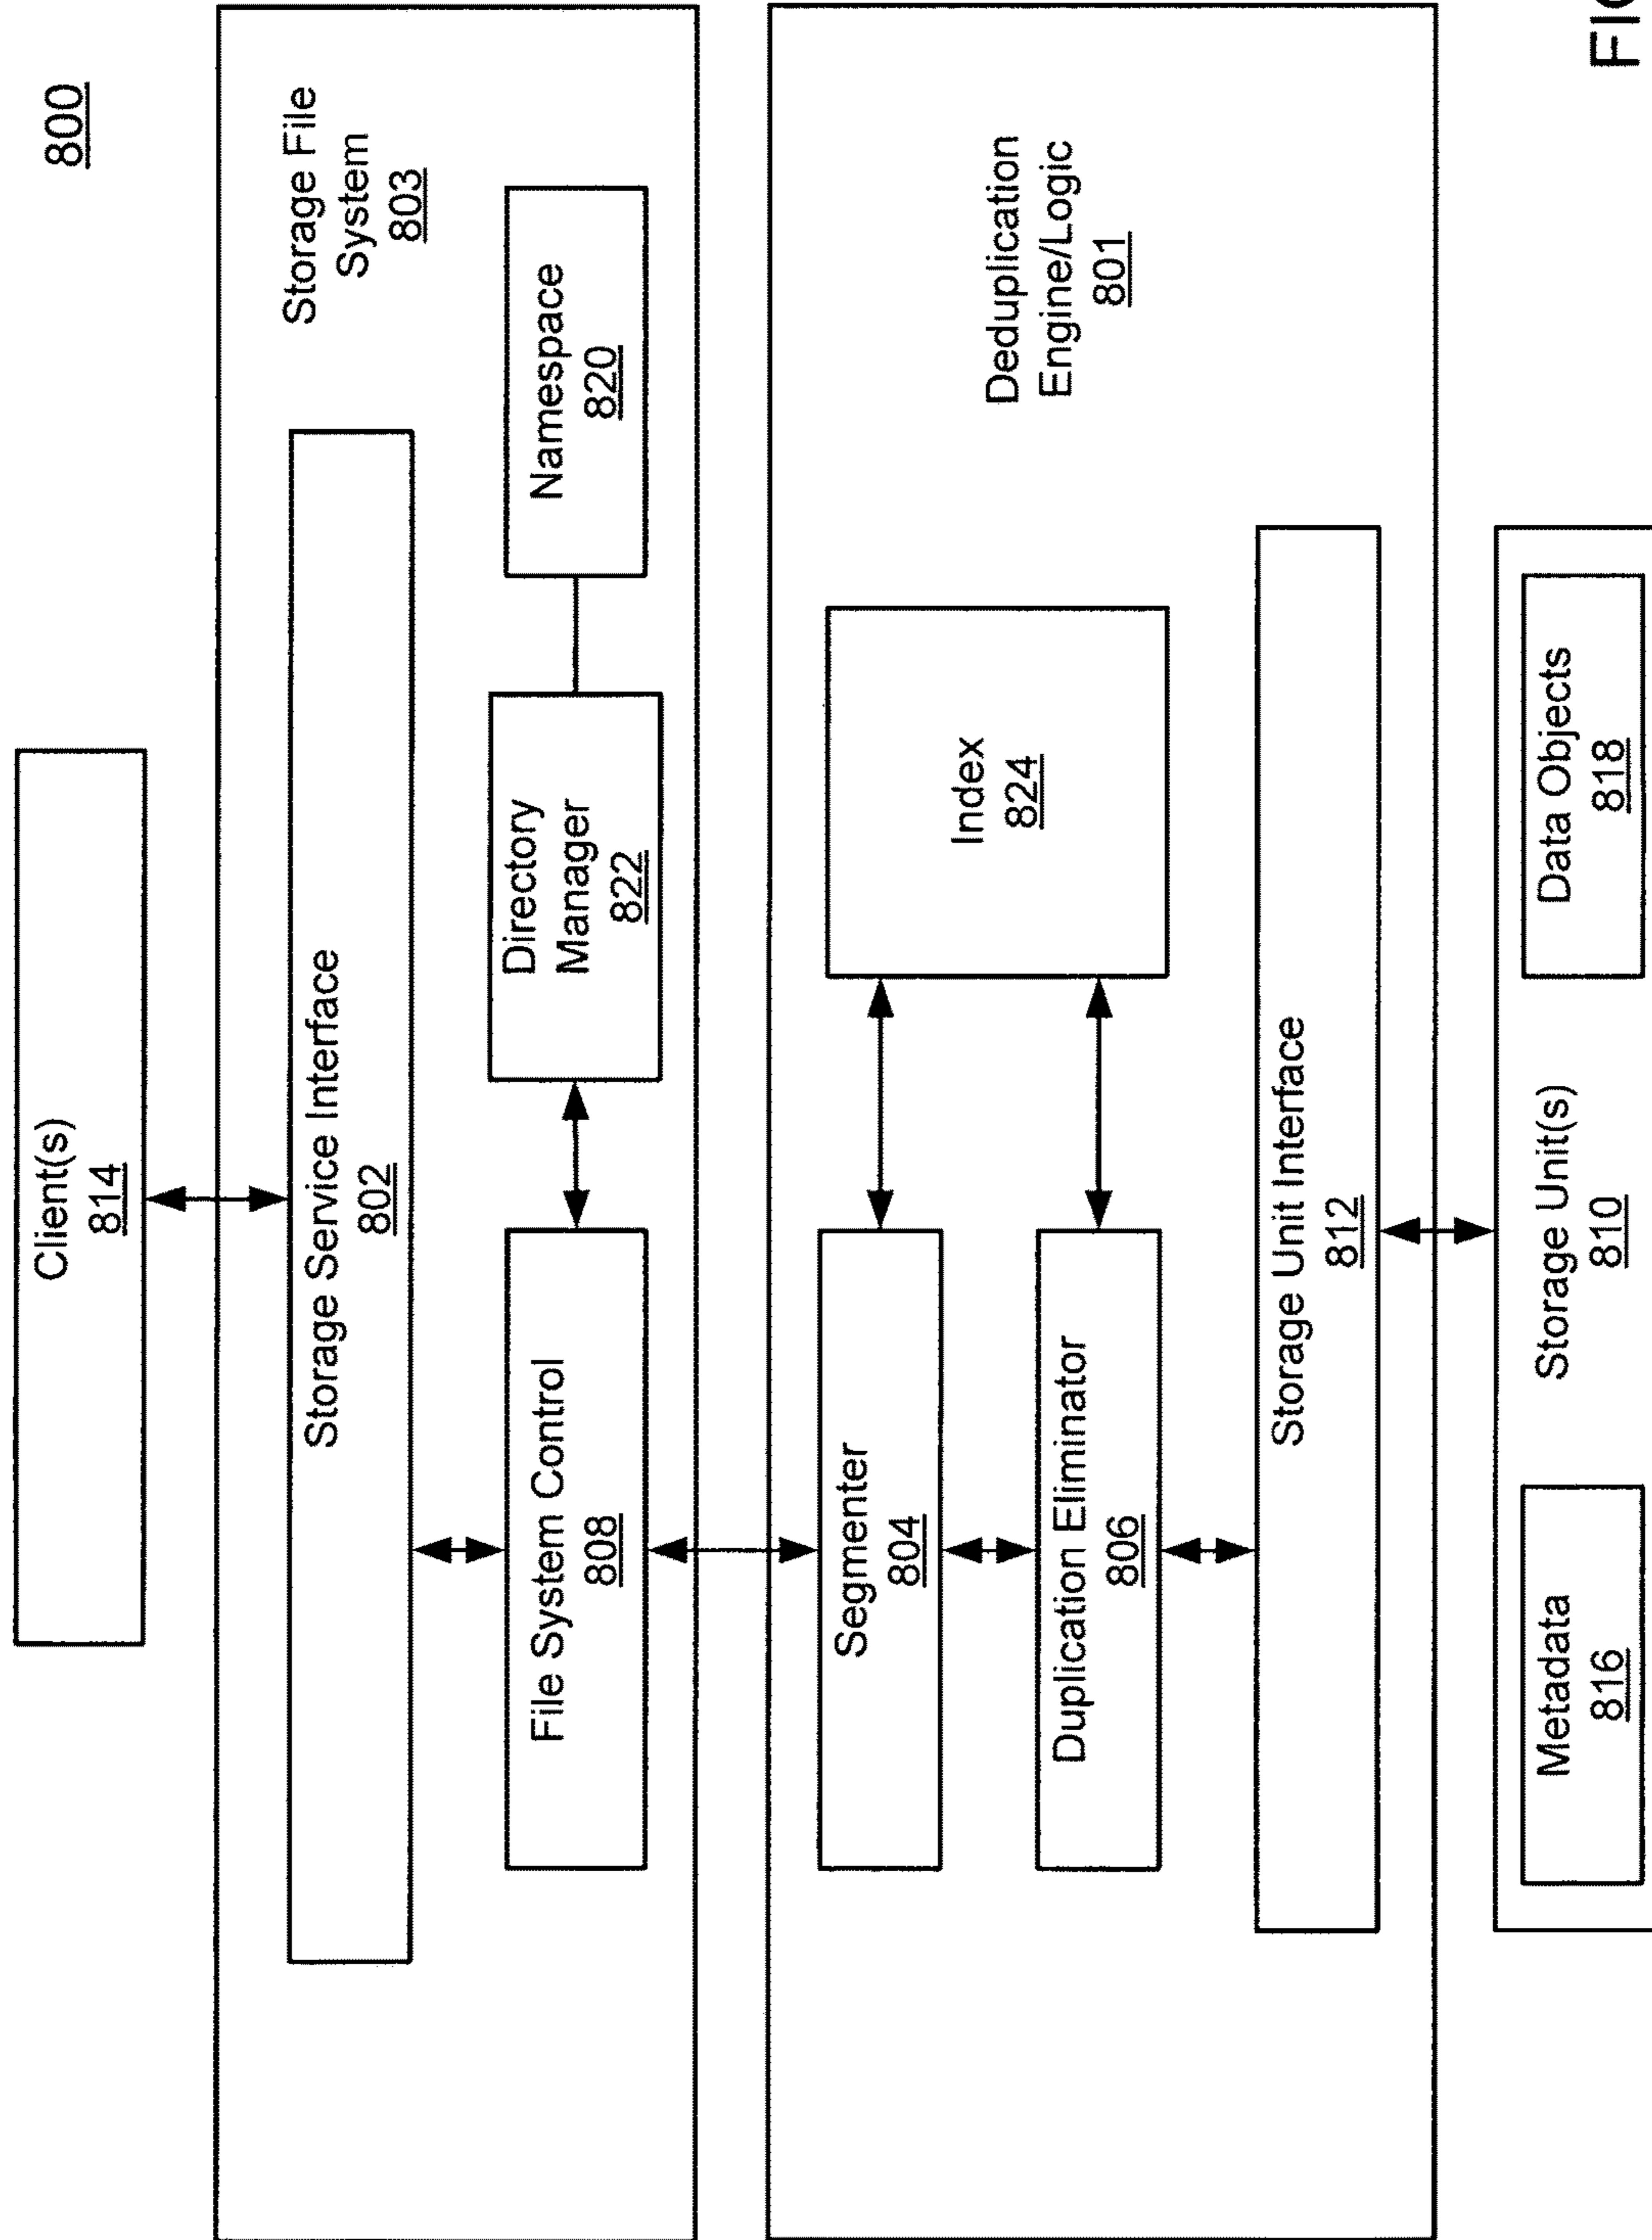 Client(s)
814
800
Storage File
System
803
Storage Service Interface
802
File System Control
808
Directory
Manager
822
Namespace
820
Deduplication
Engine/Logic
801
Segmenter
804
Index
824
Duplication Eliminator
806
Storage Unit Interface
812
Metadata
816
Storage Unit(s)
810
Data Objects
818